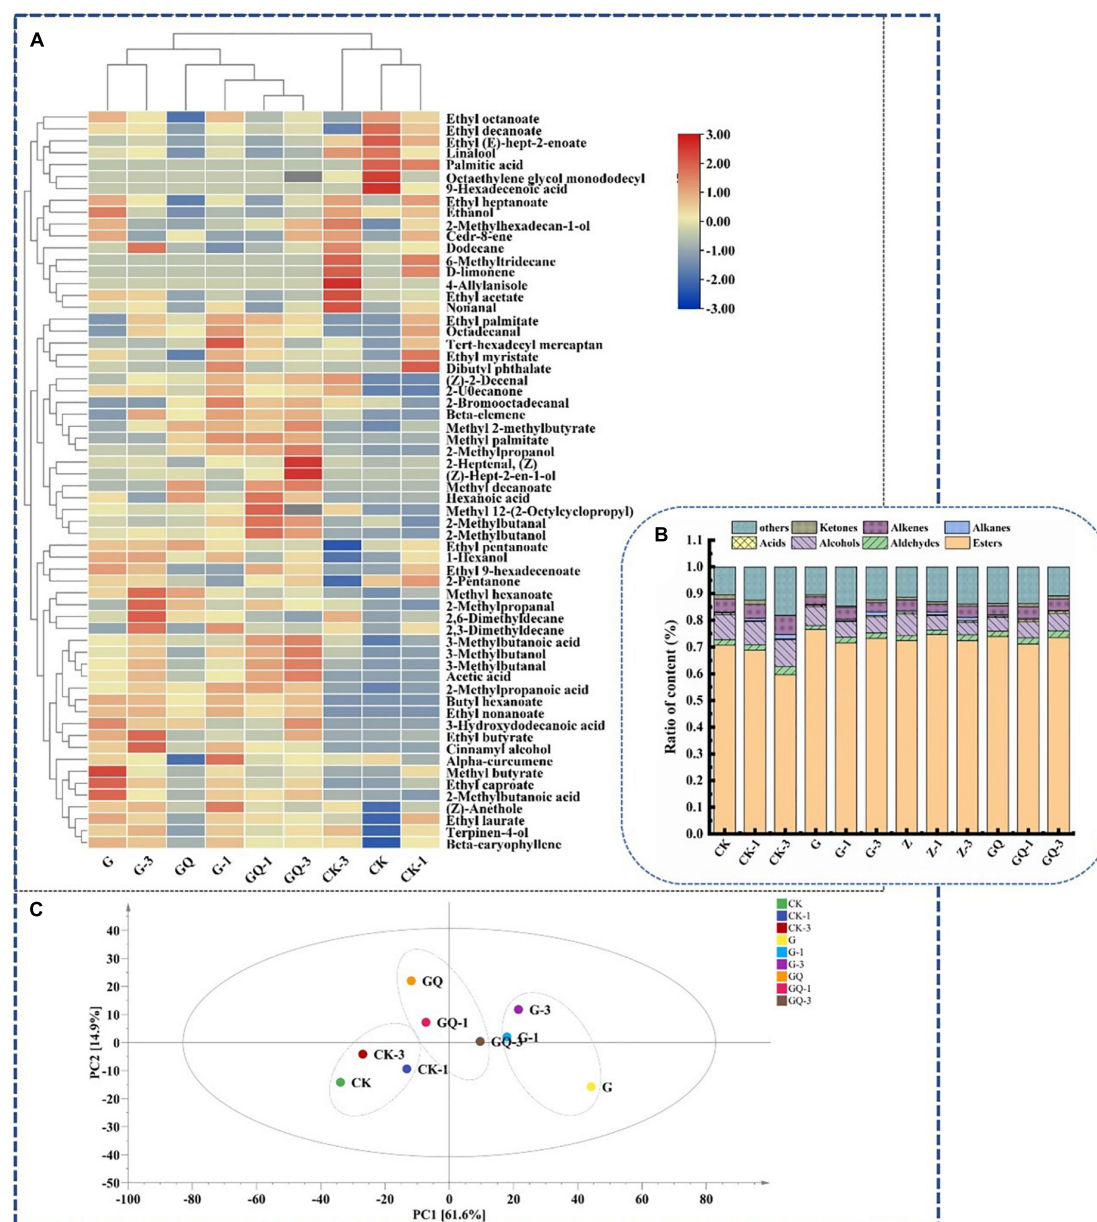 A
Ethyl octanoate
Ethyl decanoate
Ethyl (E)-hept-2-enoate
Linalool
Palmitic acid
Octaethylene glycol monododecyl
9-Hexadecenoic acid
Ethyl heptanoate
Ethanol
2-Methylhexadecan-1-ol
Cedr-8-ene
Dodecane
6-Methyltridecane
D-limonene
4-Allylanisole
Ethyl acetate
Nonanal
Ethyl palmitate
Octadecanal
Tert-hexadecyl mercaptan
Ethyl myristate
Dibutyl phthalate
(Z)-2-Decenal
2-Undecanone
2-Bromooctadecanal
Beta-elemene
Methyl 2-methylbutyrate
Methyl palmitate
2-Methylpropanol
2-Heptenal, (Z)
(Z)-Hept-2-en-1-ol
Methyl decanoate
Hexanoic acid
Methyl 12-(2-Octylcyclopropyl)
2-Methylbutanal
2-Methylbutanol
Ethyl pentanoate
1-Hexanol
Ethyl 9-hexadecenoate
2-Pentanone
Methyl hexanoate
2-Methylpropanal
2,6-Dimethyldecane
2,3-Dimethyldecane
3-Methylbutanoic acid
3-Methylbutanol
3-Methylbutanal
Acetic acid
2-Methylpropanoic acid
Butyl hexanoate
Ethyl nonanoate
3-Hydroxydodecanoic acid
Ethyl butyrate
Cinnamyl alcohol
Alpha-curcumene
Methyl butyrate
Ethyl caproate
2-Methylbutanoic acid
(Z)-Anethole
Ethyl laurate
Terpinen-4-ol
Beta-caryophyllene
G G-3 GQ G-1 GQ-1 GQ-3 CK-3 CK CK-1
3.00
2.00
1.00
0.00
-1.00
-2.00
-3.00
B
others Ketones Alkenes Alkanes
Acids Alcohols Aldehydes Esters
Ratio of content (%)
1.1
1.0
0.9
0.8
0.7
0.6
0.5
0.4
0.3
0.2
0.1
0.0
CK CK-1 CK-3 G G-1 G-3 Z Z-1 Z-3 GQ GQ-1 GQ-3
C
PC2 [14.9%]
40
30
20
10
0
-10
-20
-30
-40
-50
GQ
G-3
GQ-1
GQ-3
G-1
CK-3
CK-1
CK
G
-100 -80 -60 -40 -20 0 20 40 60 80
PC1 [61.6%]
CK
CK-1
CK-3
G
G-1
G-3
GQ
GQ-1
GQ-3